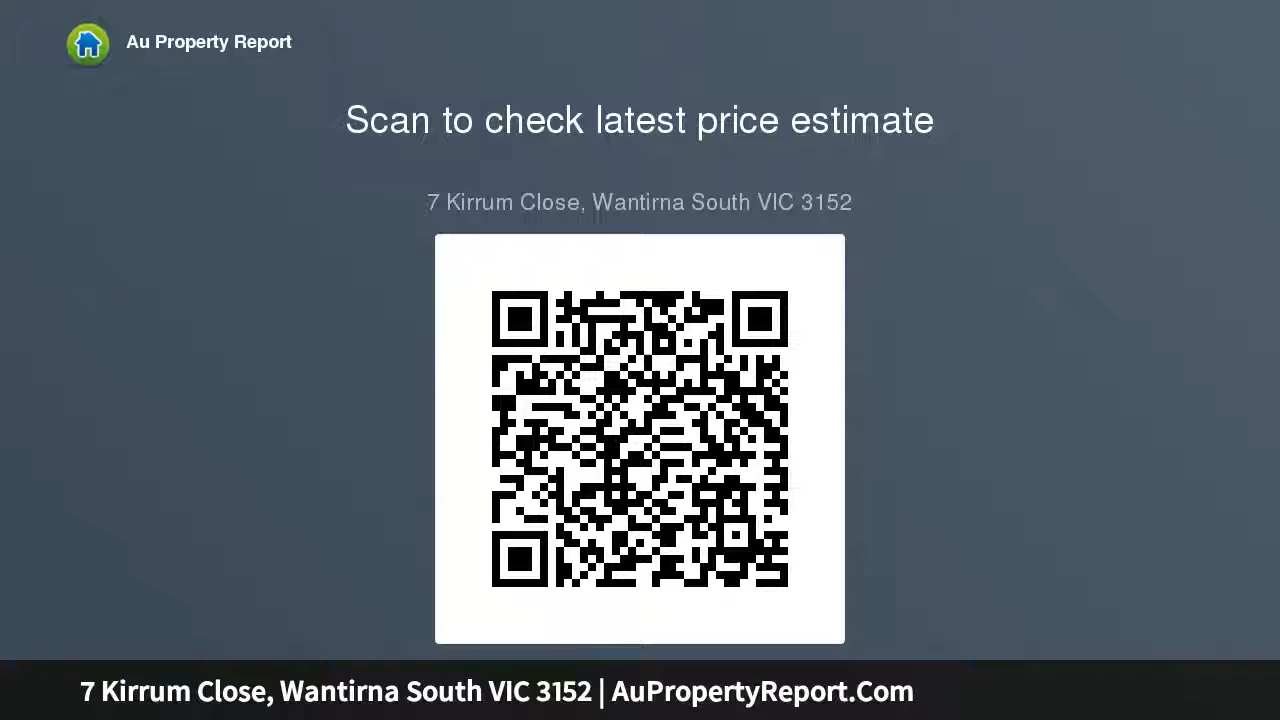 Au Property Report
Scan to check latest price estimate
7 Kirrum Close, Wantirna South VIC 3152
7 Kirrum Close, Wantirna South VIC 3152 | AuPropertyReport.Com